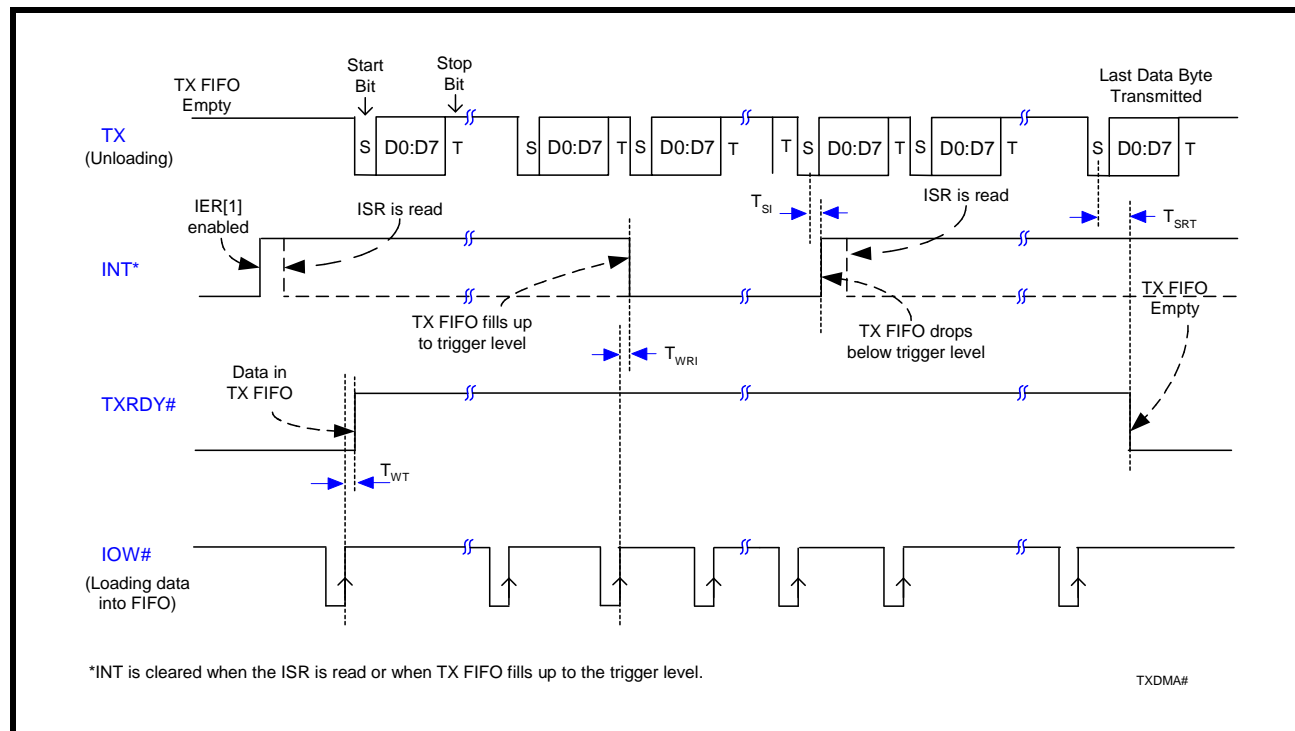 Start
Bit
Stop
Bit
TX FIFO
Empty
Last Data Byte
Transmitted
TX
(Unloading)
S D0:D7 T S D0:D7 T S D0:D7 T T S D0:D7 T S D0:D7 T S D0:D7 T
IER[1]
enabled
ISR is read
TSI
ISR is read
TSRT
INT*
TX FIFO fills up
to trigger level
TX FIFO drops
below trigger level
TX FIFO
Empty
TWRI
Data in
TX FIFO
TXRDY#
TWT
IOW#
(Loading data
into FIFO)
*INT is cleared when the ISR is read or when TX FIFO fills up to the trigger level.
TXDMA#